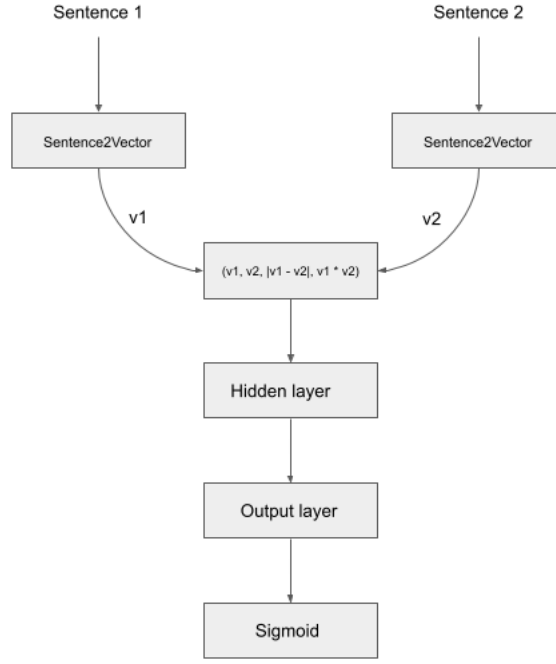 Sentence 1
Sentence 2
Sentence2Vector
Sentence2Vector
v1
v2
(v1, v2, |v1 - v2|, v1 * v2)
Hidden layer
Output layer
Sigmoid